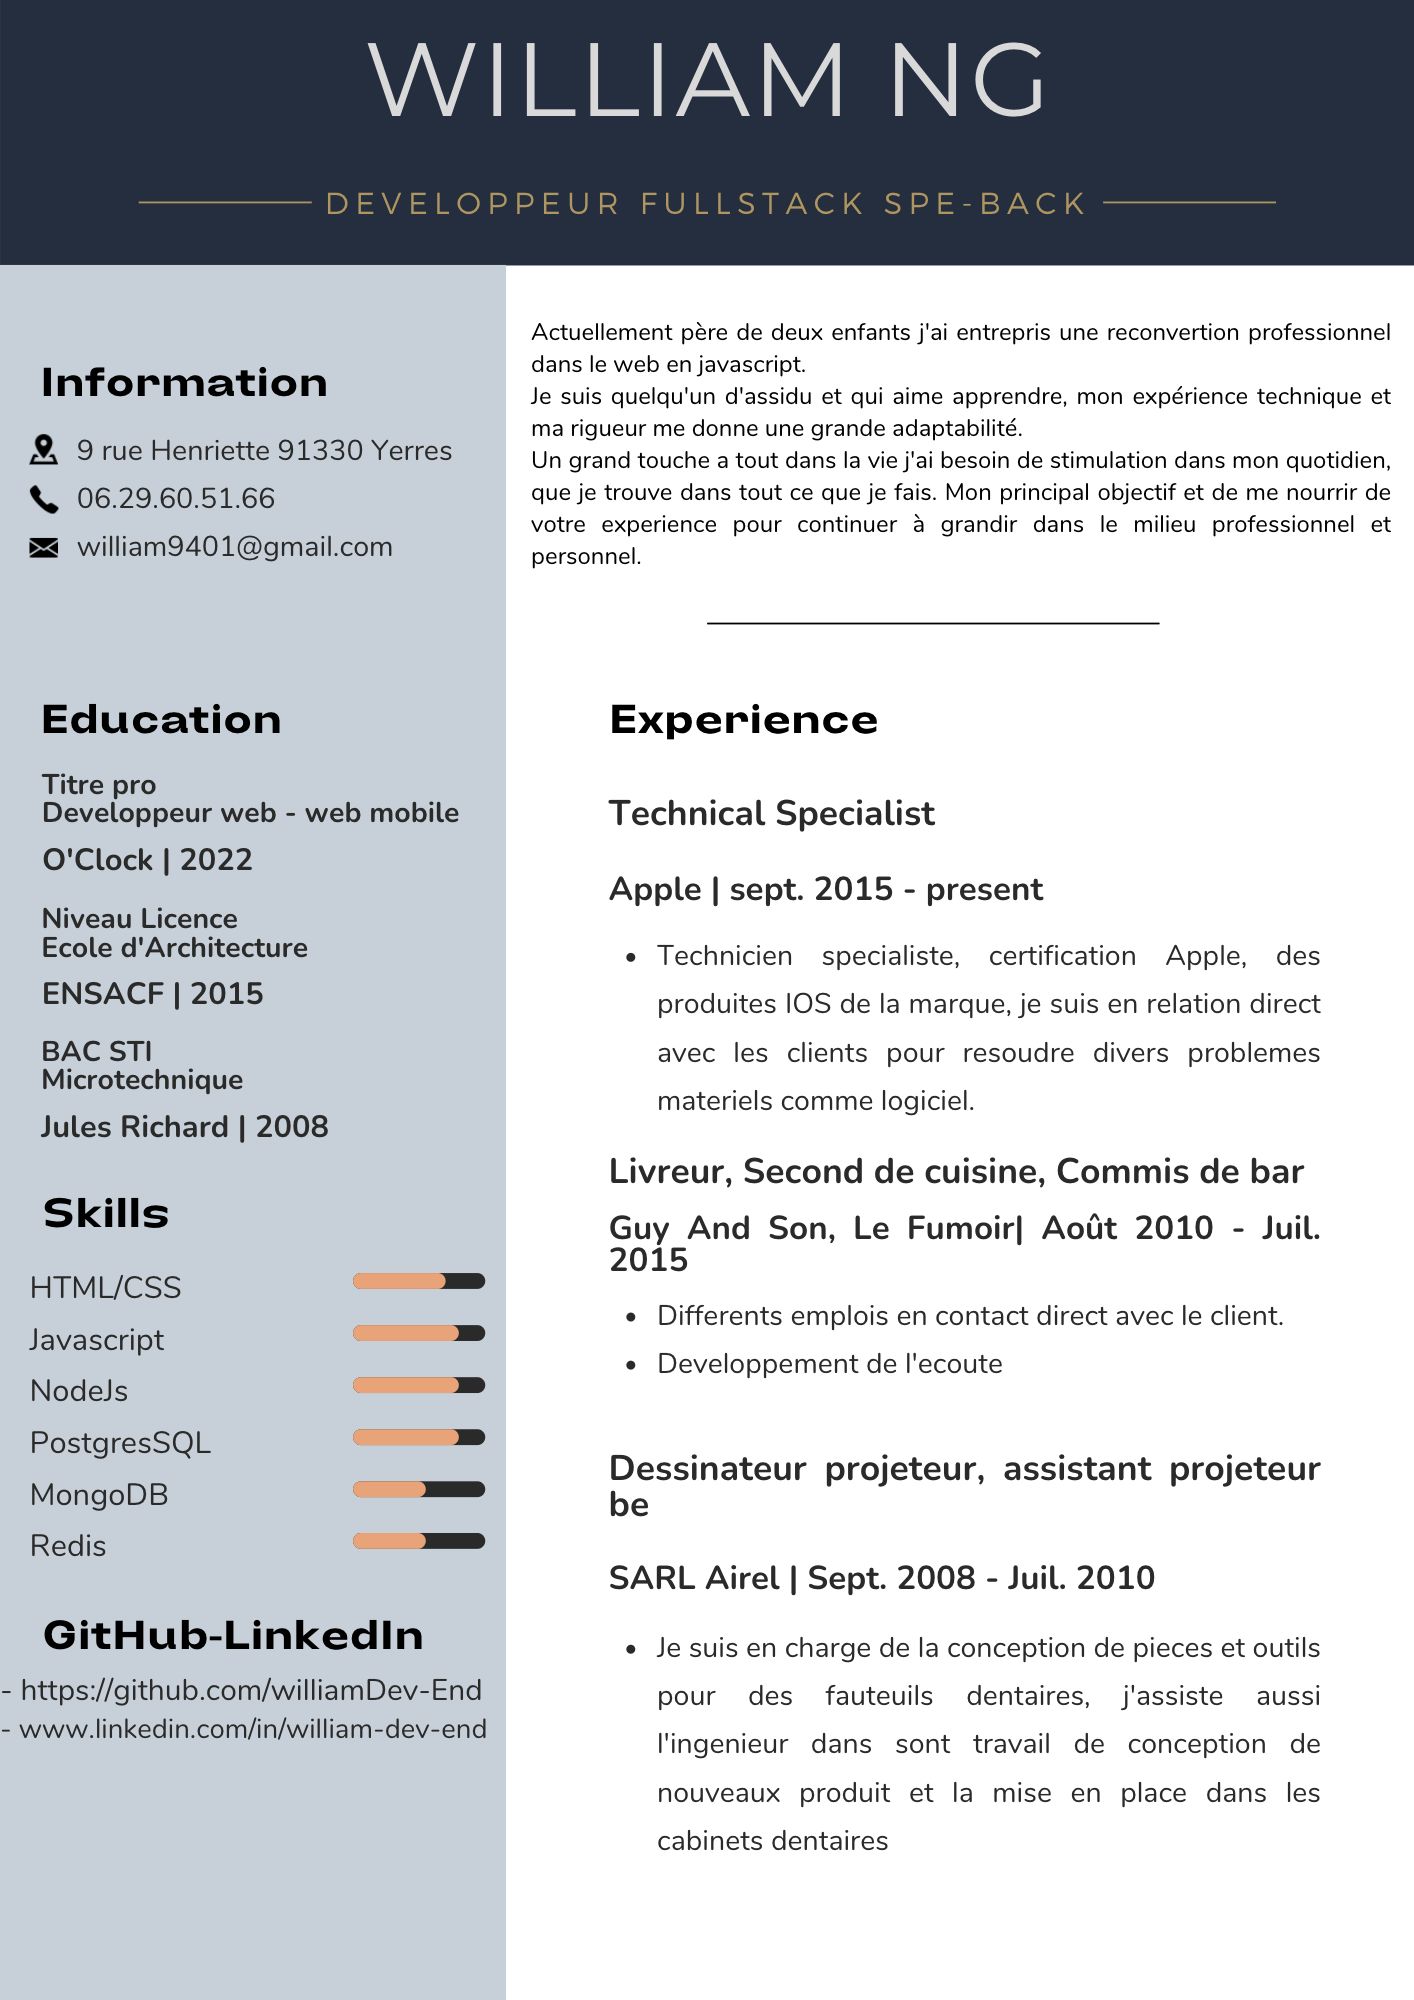 WILLIAM NG
DEVELOPPEUR FULLSTACK SPE-BACK
Information
9 rue Henriette 91330 Yerres
06.29.60.51.66
william9401@gmail.com
Education
Titre pro
Developpeur web - web mobile
O'Clock | 2022
Niveau Licence
Ecole d'Architecture
ENSACF | 2015
BAC STI
Microtechnique
Jules Richard | 2008
Skills
HTML/CSS
Javascript
NodeJs
PostgresSQL
MongoDB
Redis
GitHub-LinkedIn
- https://github.com/williamDev-End
- www.linkedin.com/in/william-dev-end
Actuellement père de deux enfants j'ai entrepris une reconvertion professionnel
dans le web en javascript.
Je suis quelqu'un d'assidu et qui aime apprendre, mon expérience technique et
ma rigueur me donne une grande adaptabilité.
Un grand touche a tout dans la vie j'ai besoin de stimulation dans mon quotidien,
que je trouve dans tout ce que je fais. Mon principal objectif et de me nourrir de
votre experience pour continuer à grandir dans le milieu professionnel et
personnel.
Experience
Technical Specialist
Apple | sept. 2015 - present
• Technicien specialiste, certification Apple, des
produites IOS de la marque, je suis en relation direct
avec les clients pour resoudre divers problemes
materiels comme logiciel.
Livreur, Second de cuisine, Commis de bar
Guy And Son, Le Fumoir| Août 2010 - Juil.
2015
• Differents emplois en contact direct avec le client.
• Developpement de l'ecoute
Dessinateur projeteur, assistant projeteur
be
SARL Airel | Sept. 2008 - Juil. 2010
• Je suis en charge de la conception de pieces et outils
pour des fauteuils dentaires, j'assiste aussi
l'ingenieur dans sont travail de conception de
nouveaux produit et la mise en place dans les
cabinets dentaires